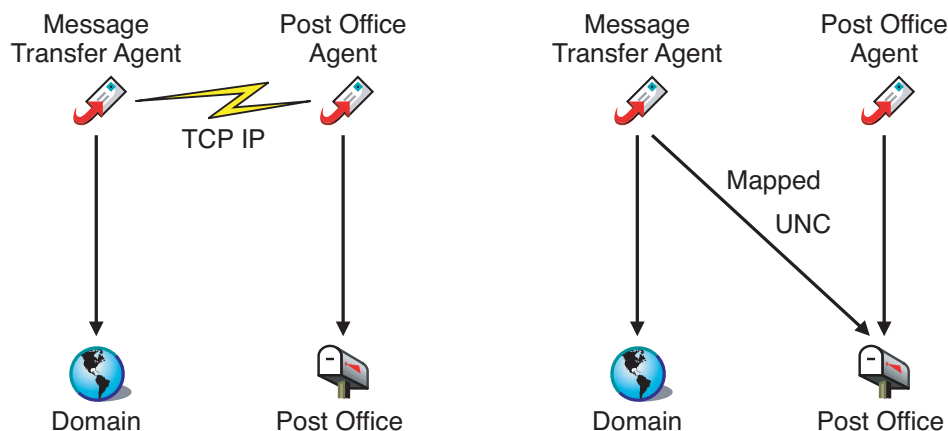 Message
Transfer Agent
Post Office
Agent
TCP IP
Domain
Post Office
Message
Transfer Agent
Post Office
Agent
Mapped
UNC
Domain
Post Office